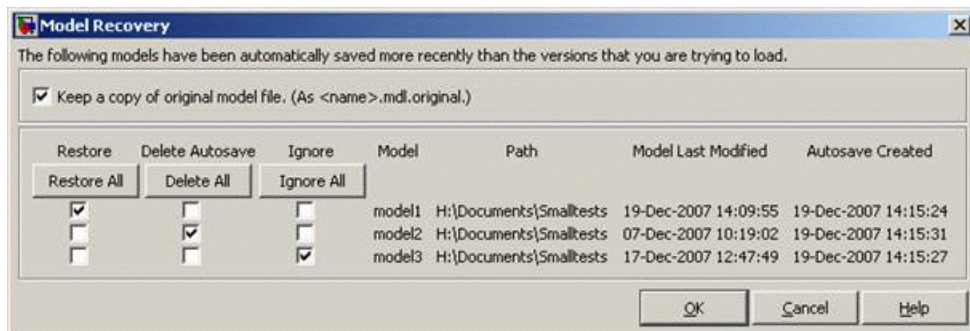 Model Recovery
The following models have been automatically saved more recently than the versions that you are trying to load.
Keep a copy of original model file. (As <name>.mdl.original.)
Restore Delete Autosave Ignore Model Path Model Last Modified Autosave Created
Restore All Delete All Ignore All
model1 H:\Documents\Smalltests 19-Dec-2007 14:09:55 19-Dec-2007 14:15:24
model2 H:\Documents\Smalltests 07-Dec-2007 10:19:02 19-Dec-2007 14:15:31
model3 H:\Documents\Smalltests 17-Dec-2007 12:47:49 19-Dec-2007 14:15:27
OK Cancel Help